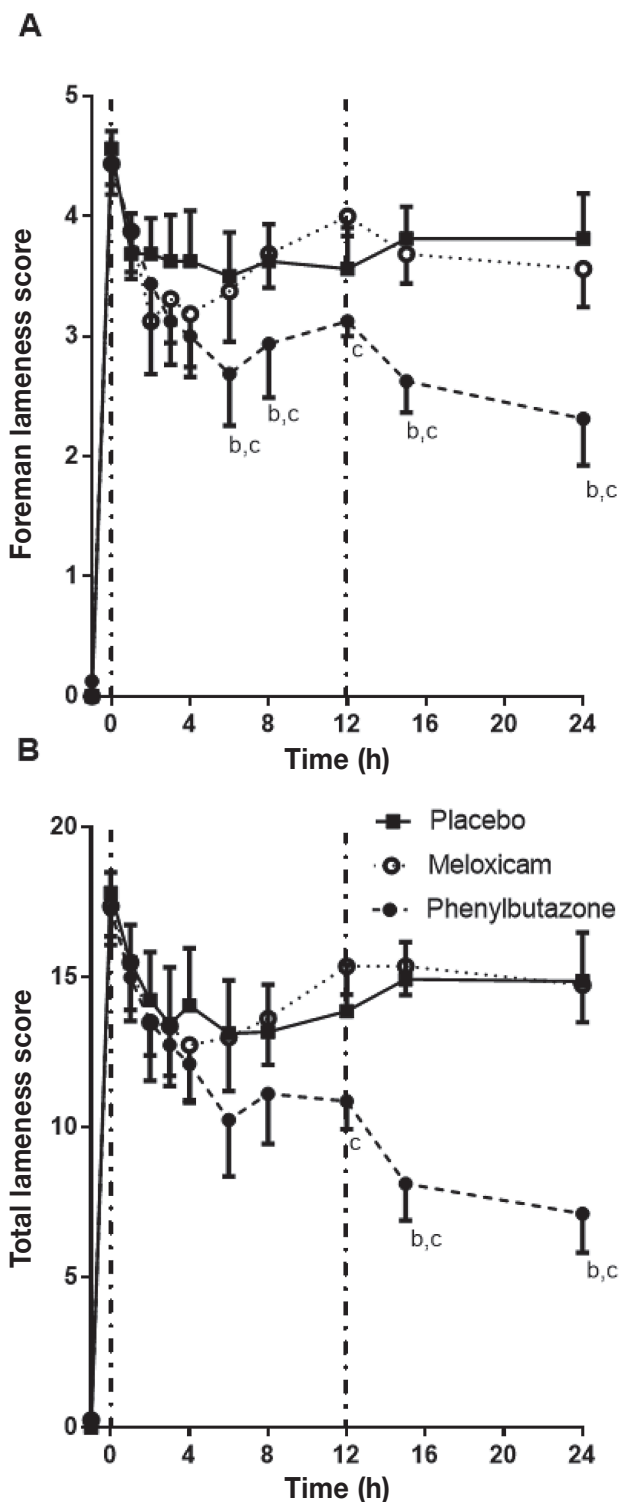 A
Foreman lameness score
5
4
3
2
1
0
b,c
b,c
c
b,c
b,c
0 4 8 12 16 20 24
Time (h)
B
Total lameness score
20
15
10
5
0
Placebo
Meloxicam
Phenylbutazone
c
b,c
b,c
0 4 8 12 16 20 24
Time (h)